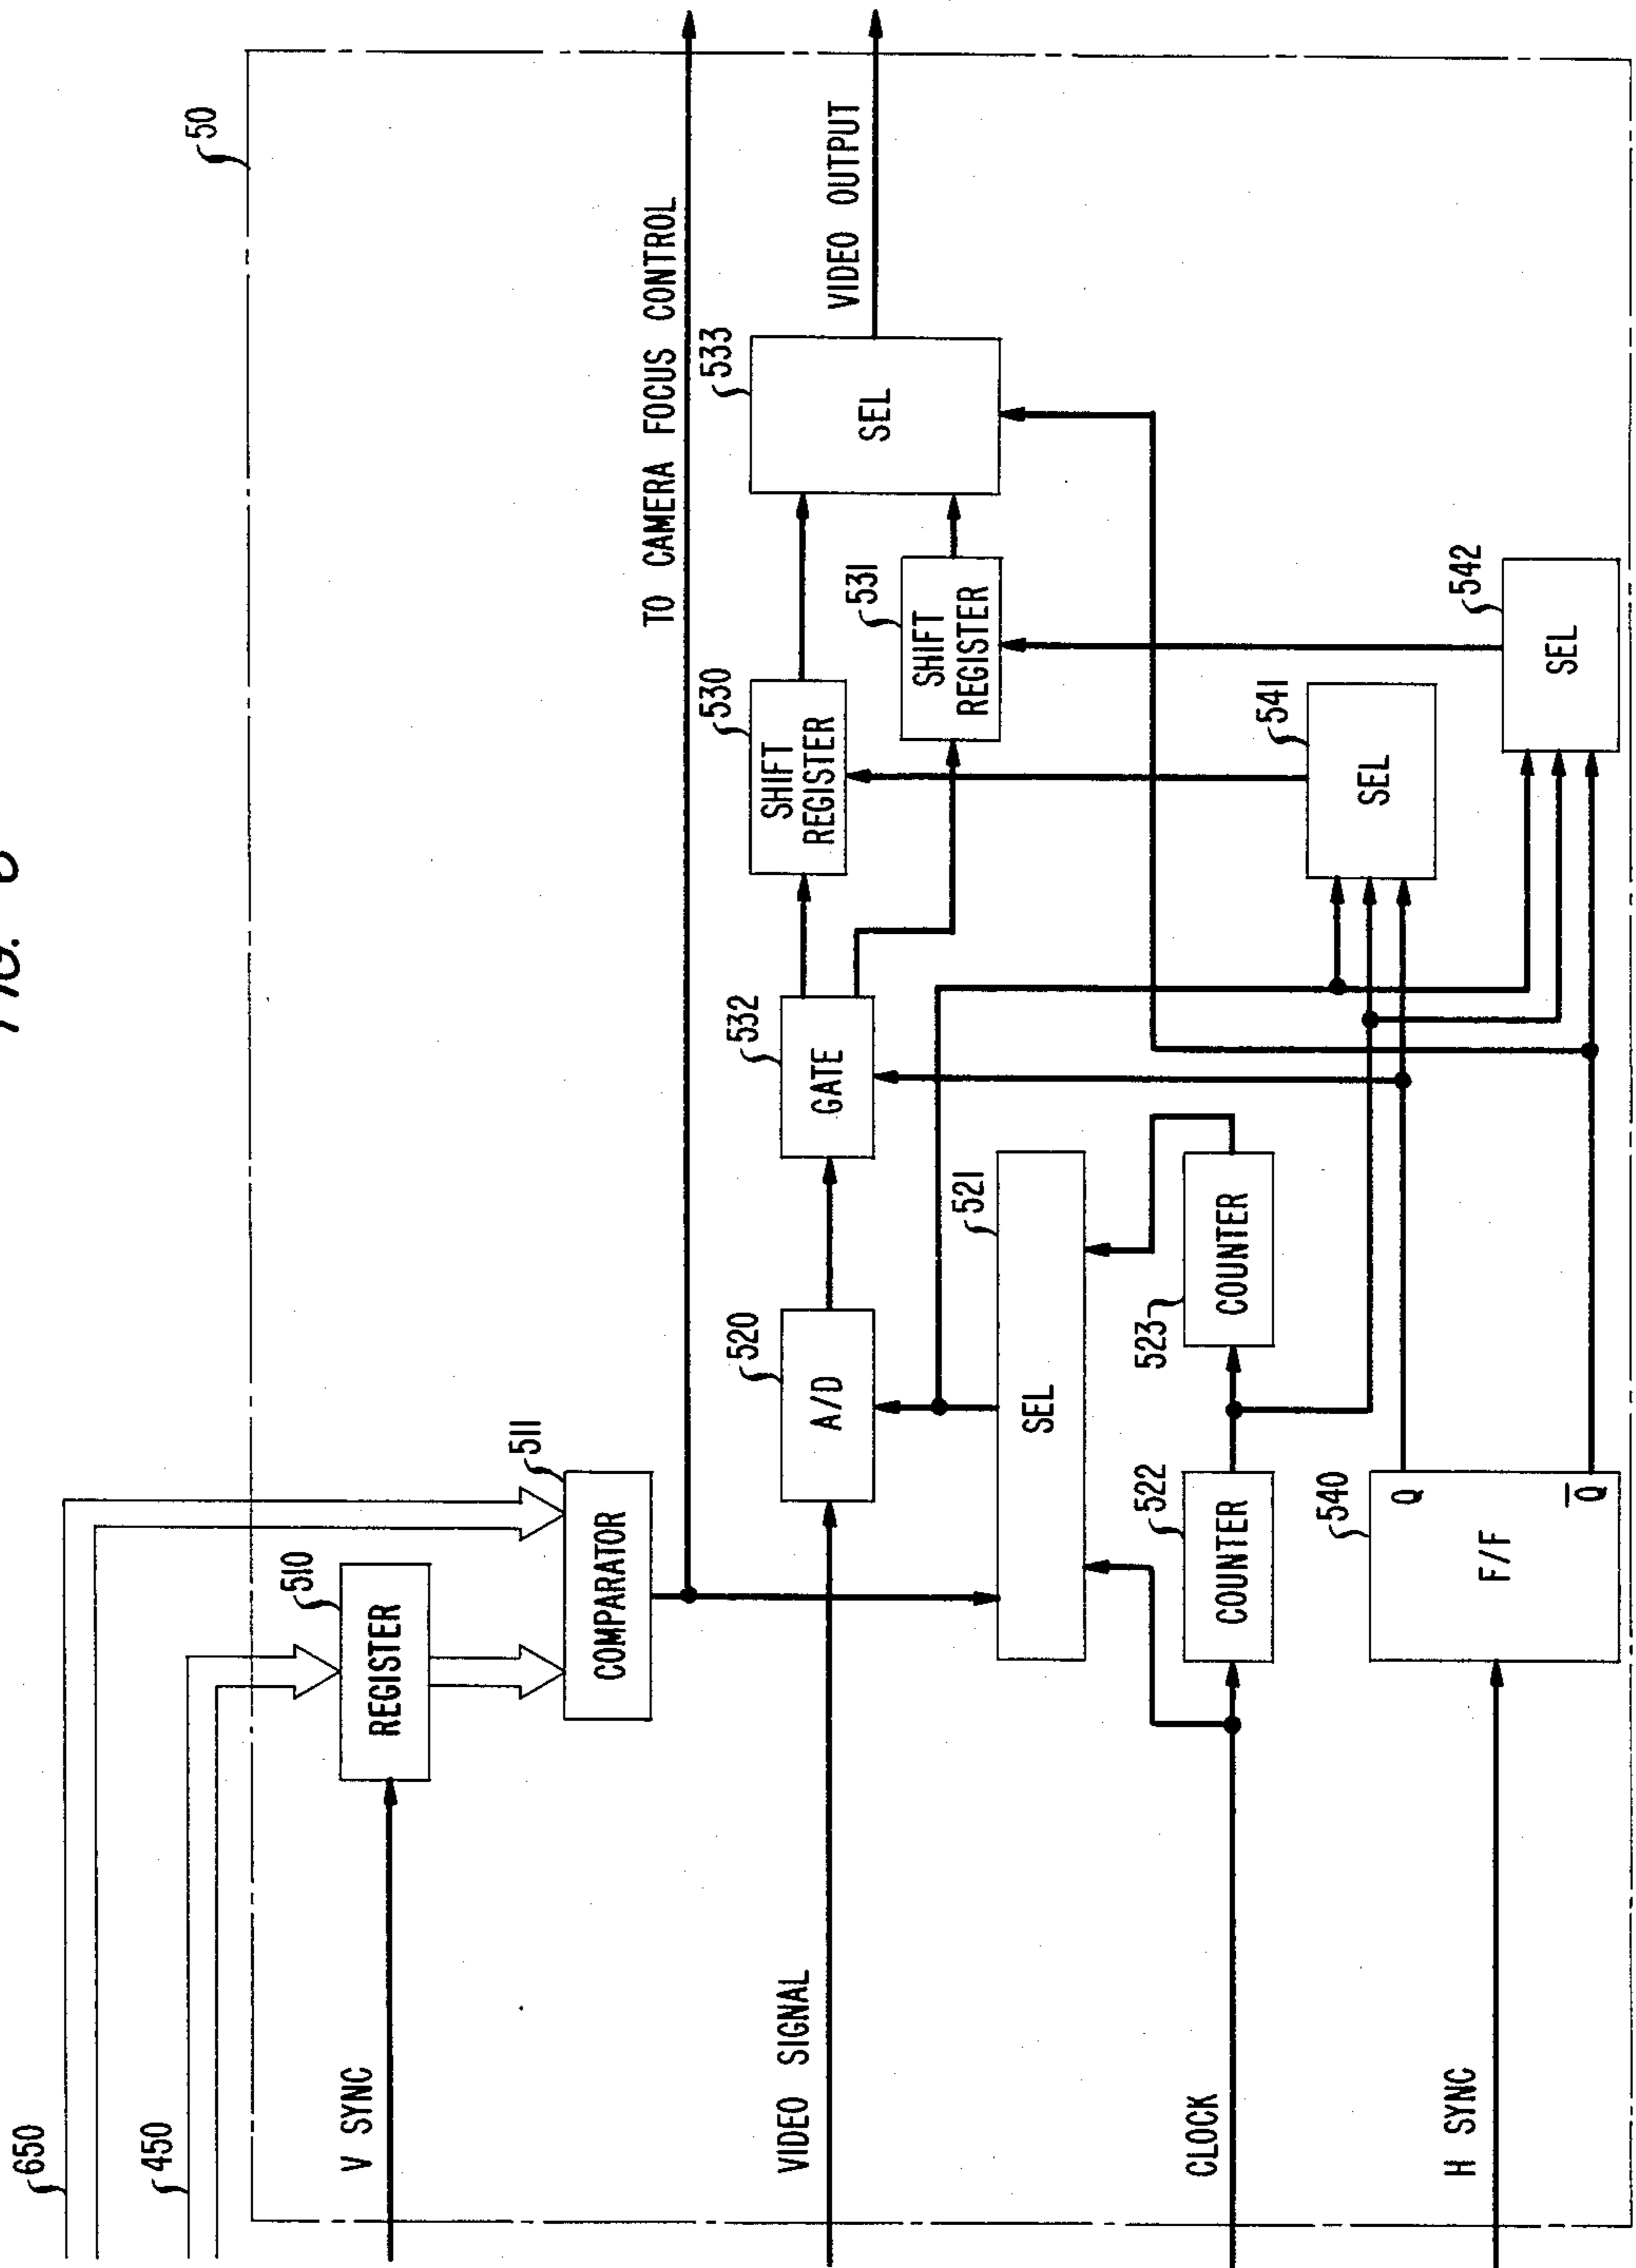 650
450
50
V SYNC
510
REGISTER
511
COMPARATOR
TO CAMERA FOCUS CONTROL
VIDEO SIGNAL
520
A/D
532
GATE
530
SHIFT
REGISTER
531
SHIFT
REGISTER
533
SEL
VIDEO OUTPUT
521
SEL
CLOCK
522
COUNTER
523
COUNTER
541
SEL
542
SEL
H SYNC
540
F/F
Q
Q̅